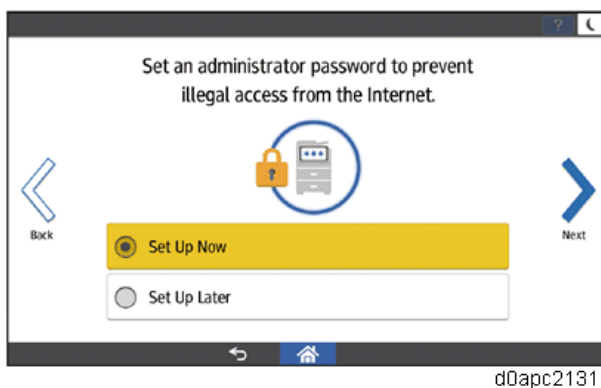 ?
Set an administrator password to prevent
illegal access from the Internet.
***
?
Back
Next
Set Up Now
Set Up Later
d0apc2131